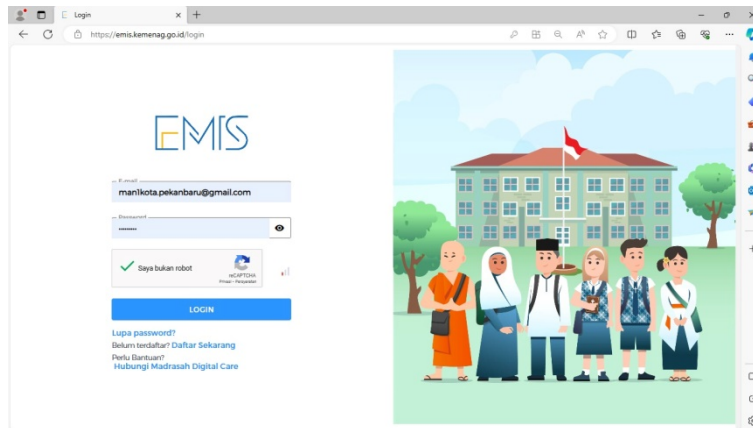 Login
https://emis.kemenag.go.id/login
EMIS
E-mail
man1kota.pekanbaru@gmail.com
Password
Saya bukan robot
reCAPTCHA
Privasi - Persyaratan
LOGIN
Lupa password?
Belum terdaftar? Daftar Sekarang
Perlu Bantuan?
Hubungi Madrasah Digital Care